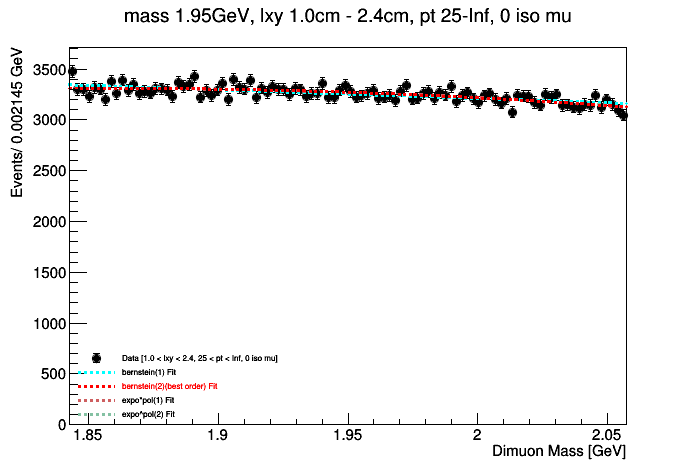 mass 1.95GeV, lxy 1.0cm - 2.4cm, pt 25-Inf, 0 iso mu
Events/ 0.002145 GeV
3500
3000
2500
2000
1500
1000
500
0
Data [1.0 < lxy < 2.4, 25 < pt < Inf, 0 iso mu]
bernstein(1) Fit
bernstein(2)(best order) Fit
expo*pol(1) Fit
expo*pol(2) Fit
1.85
1.9
1.95
2
2.05
Dimuon Mass [GeV]